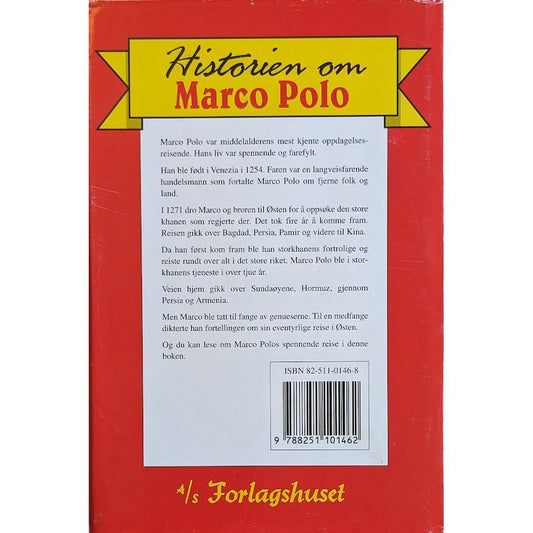 Historien om
Marco Polo
Marco Polo var middelalderens mest kjente oppdagelses-
reisende. Hans liv var spennende og farefylt.
Han ble født i Venezia i 1254. Faren var en langveisfarende
handelsmann som fortalte Marco Polo om fjerne folk og
land.
I 1271 dro Marco og broren til Østen for å oppsøke den store
khanen som regjerte der. Det tok fire år å komme fram.
Reisen gikk over Bagdad, Persia, Pamir og videre til Kina.
Da han først kom fram ble han storkhanens fortrolige og
reiste rundt over alt i det store riket. Marco Polo ble i stor-
khanens tjeneste i over tjue år.
Veien hjem gikk over Sundaøyene, Hormuz, gjennom
Persia og Armenia.
Men Marco ble tatt til fange av genueserne. Til en medfange
dikterte han fortellingen om sin eventyrlige reise i Østen.
Og du kan lese om Marco Polos spennende reise i denne
boken.
ISBN 82-511-0146-8
9 788251 101462
A/S Forlagshuset